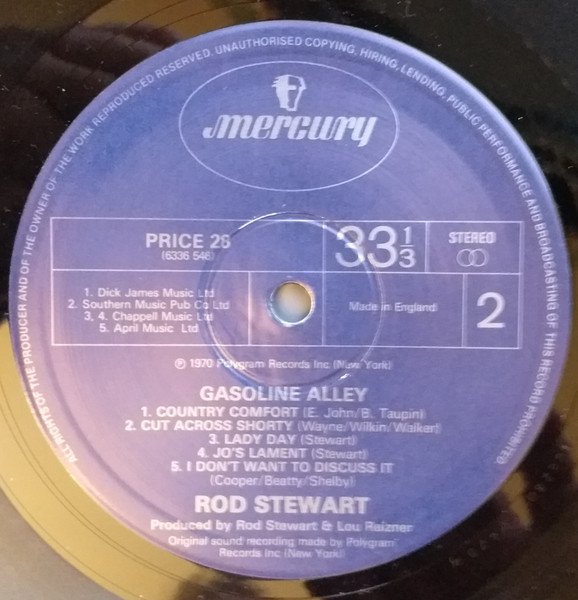 ALL RIGHTS OF THE PRODUCER AND OF THE OWNER OF THE WORK REPRODUCED RESERVED. UNAUTHORISED COPYING, HIRING, LENDING, PUBLIC PERFORMANCE AND BROADCASTING OF THIS RECORD PROHIBITED
mercury
PRICE 26
(6336 546)
33 1/3
STEREO
1. Dick James Music Ltd
2. Southern Music Pub Co Ltd
3, 4. Chappell Music Ltd
5. April Music Ltd
Made in England
2
℗ 1970 Polygram Records Inc (New York)
GASOLINE ALLEY
1. COUNTRY COMFORT (E. John/B. Taupin)
2. CUT ACROSS SHORTY (Wayne/Wilkin/Walker)
3. LADY DAY (Stewart)
4. JO'S LAMENT (Stewart)
5. I DON'T WANT TO DISCUSS IT
(Cooper/Beatty/Shelby)
ROD STEWART
Produced by Rod Stewart & Lou Reizner
Original sound recording made by Polygram
Records Inc (New York)